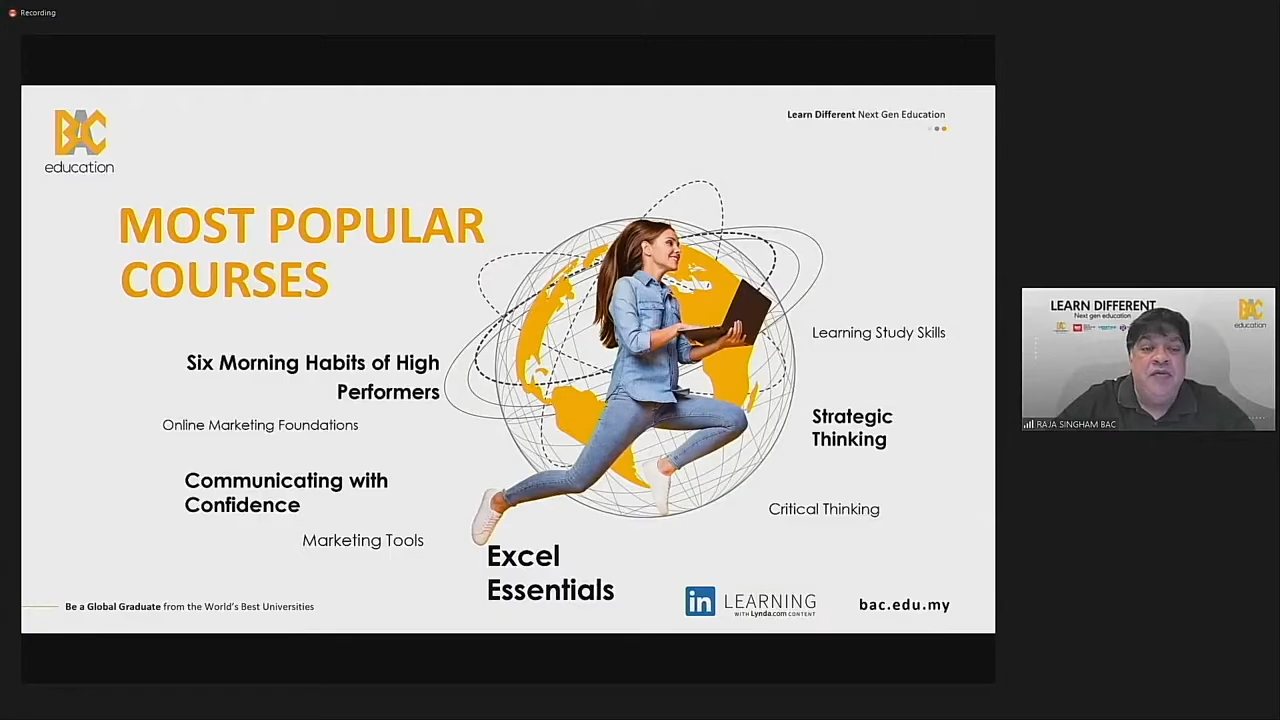 Recording
BAC
education
Learn Different Next Gen Education
MOST POPULAR
COURSES
Six Morning Habits of High
Performers
Online Marketing Foundations
Communicating with
Confidence
Marketing Tools
Excel
Essentials
Learning Study Skills
Strategic
Thinking
Critical Thinking
Be a Global Graduate from the World's Best Universities
in LEARNING
WITH Lynda.com CONTENT
bac.edu.my
LEARN DIFFERENT
Next gen education
BAC
education
RAJA SINGHAM BAC